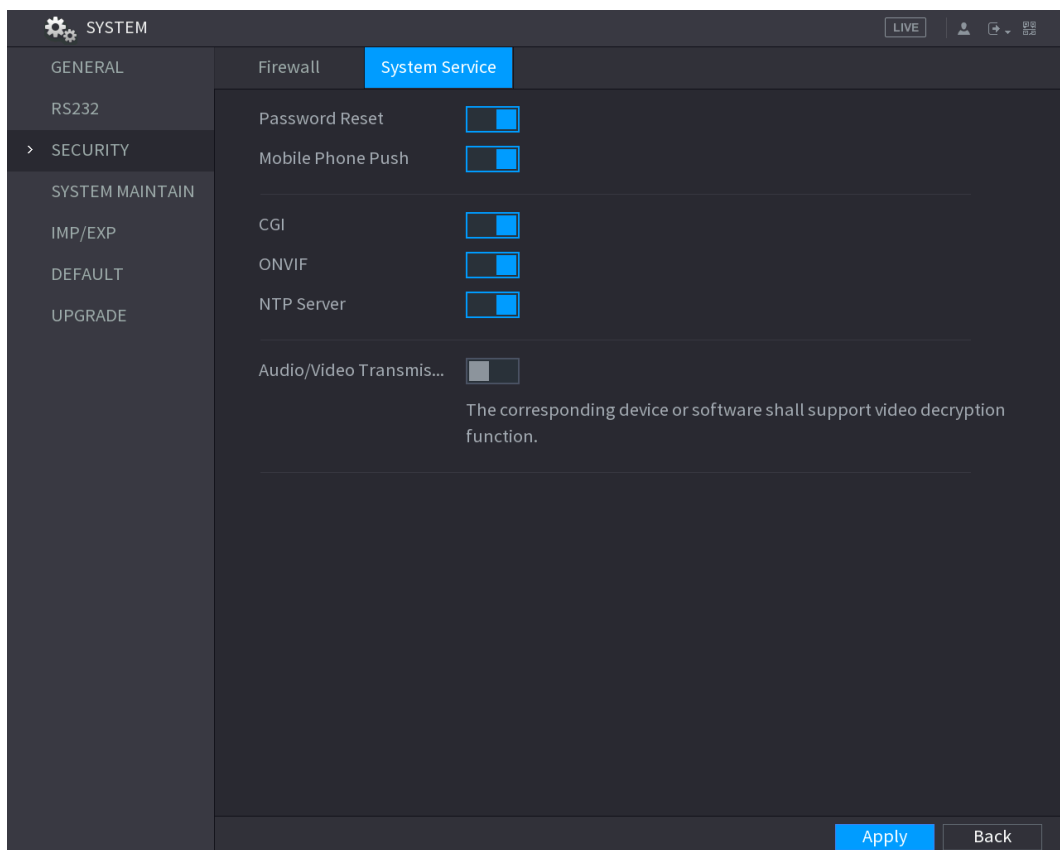 SYSTEM
LIVE
GENERAL
RS232
SECURITY
SYSTEM MAINTAIN
IMP/EXP
DEFAULT
UPGRADE
Firewall
System Service
Password Reset
Mobile Phone Push
CGI
ONVIF
NTP Server
Audio/Video Transmis...
The corresponding device or software shall support video decryption
function.
Apply
Back